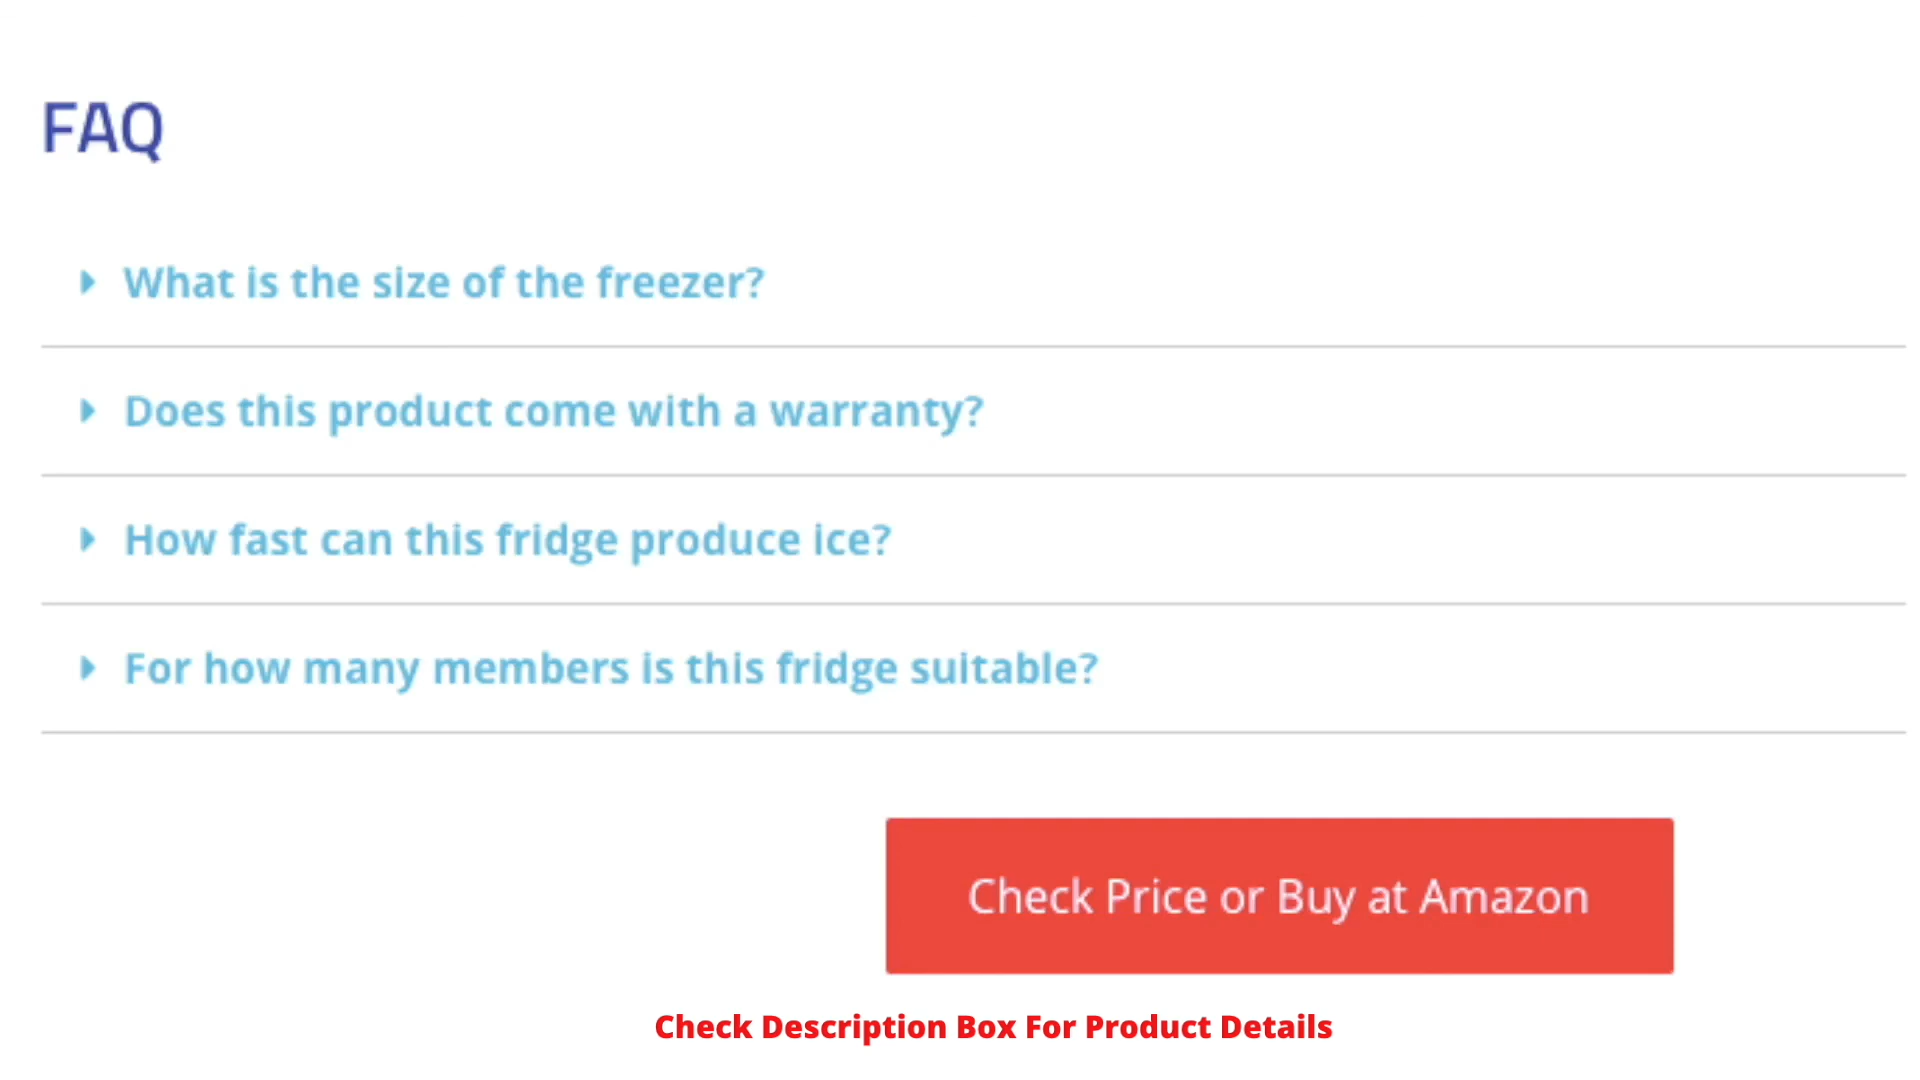 FAQ
What is the size of the freezer?
Does this product come with a warranty?
How fast can this fridge produce ice?
For how many members is this fridge suitable?
Check Price or Buy at Amazon
Check Description Box For Product Details